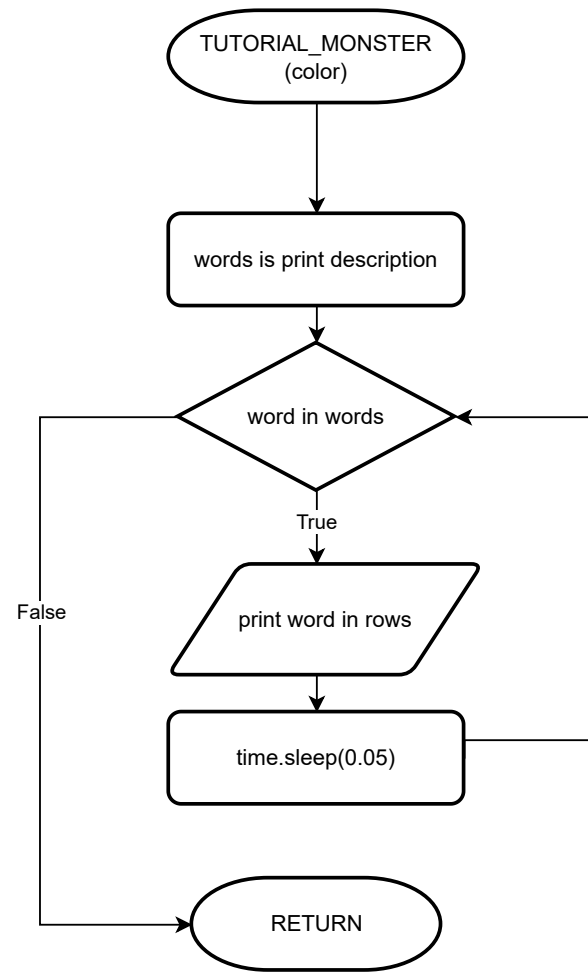 TUTORIAL_MONSTER
(color)
words is print description
word in words
True
print word in rows
False
time.sleep(0.05)
RETURN